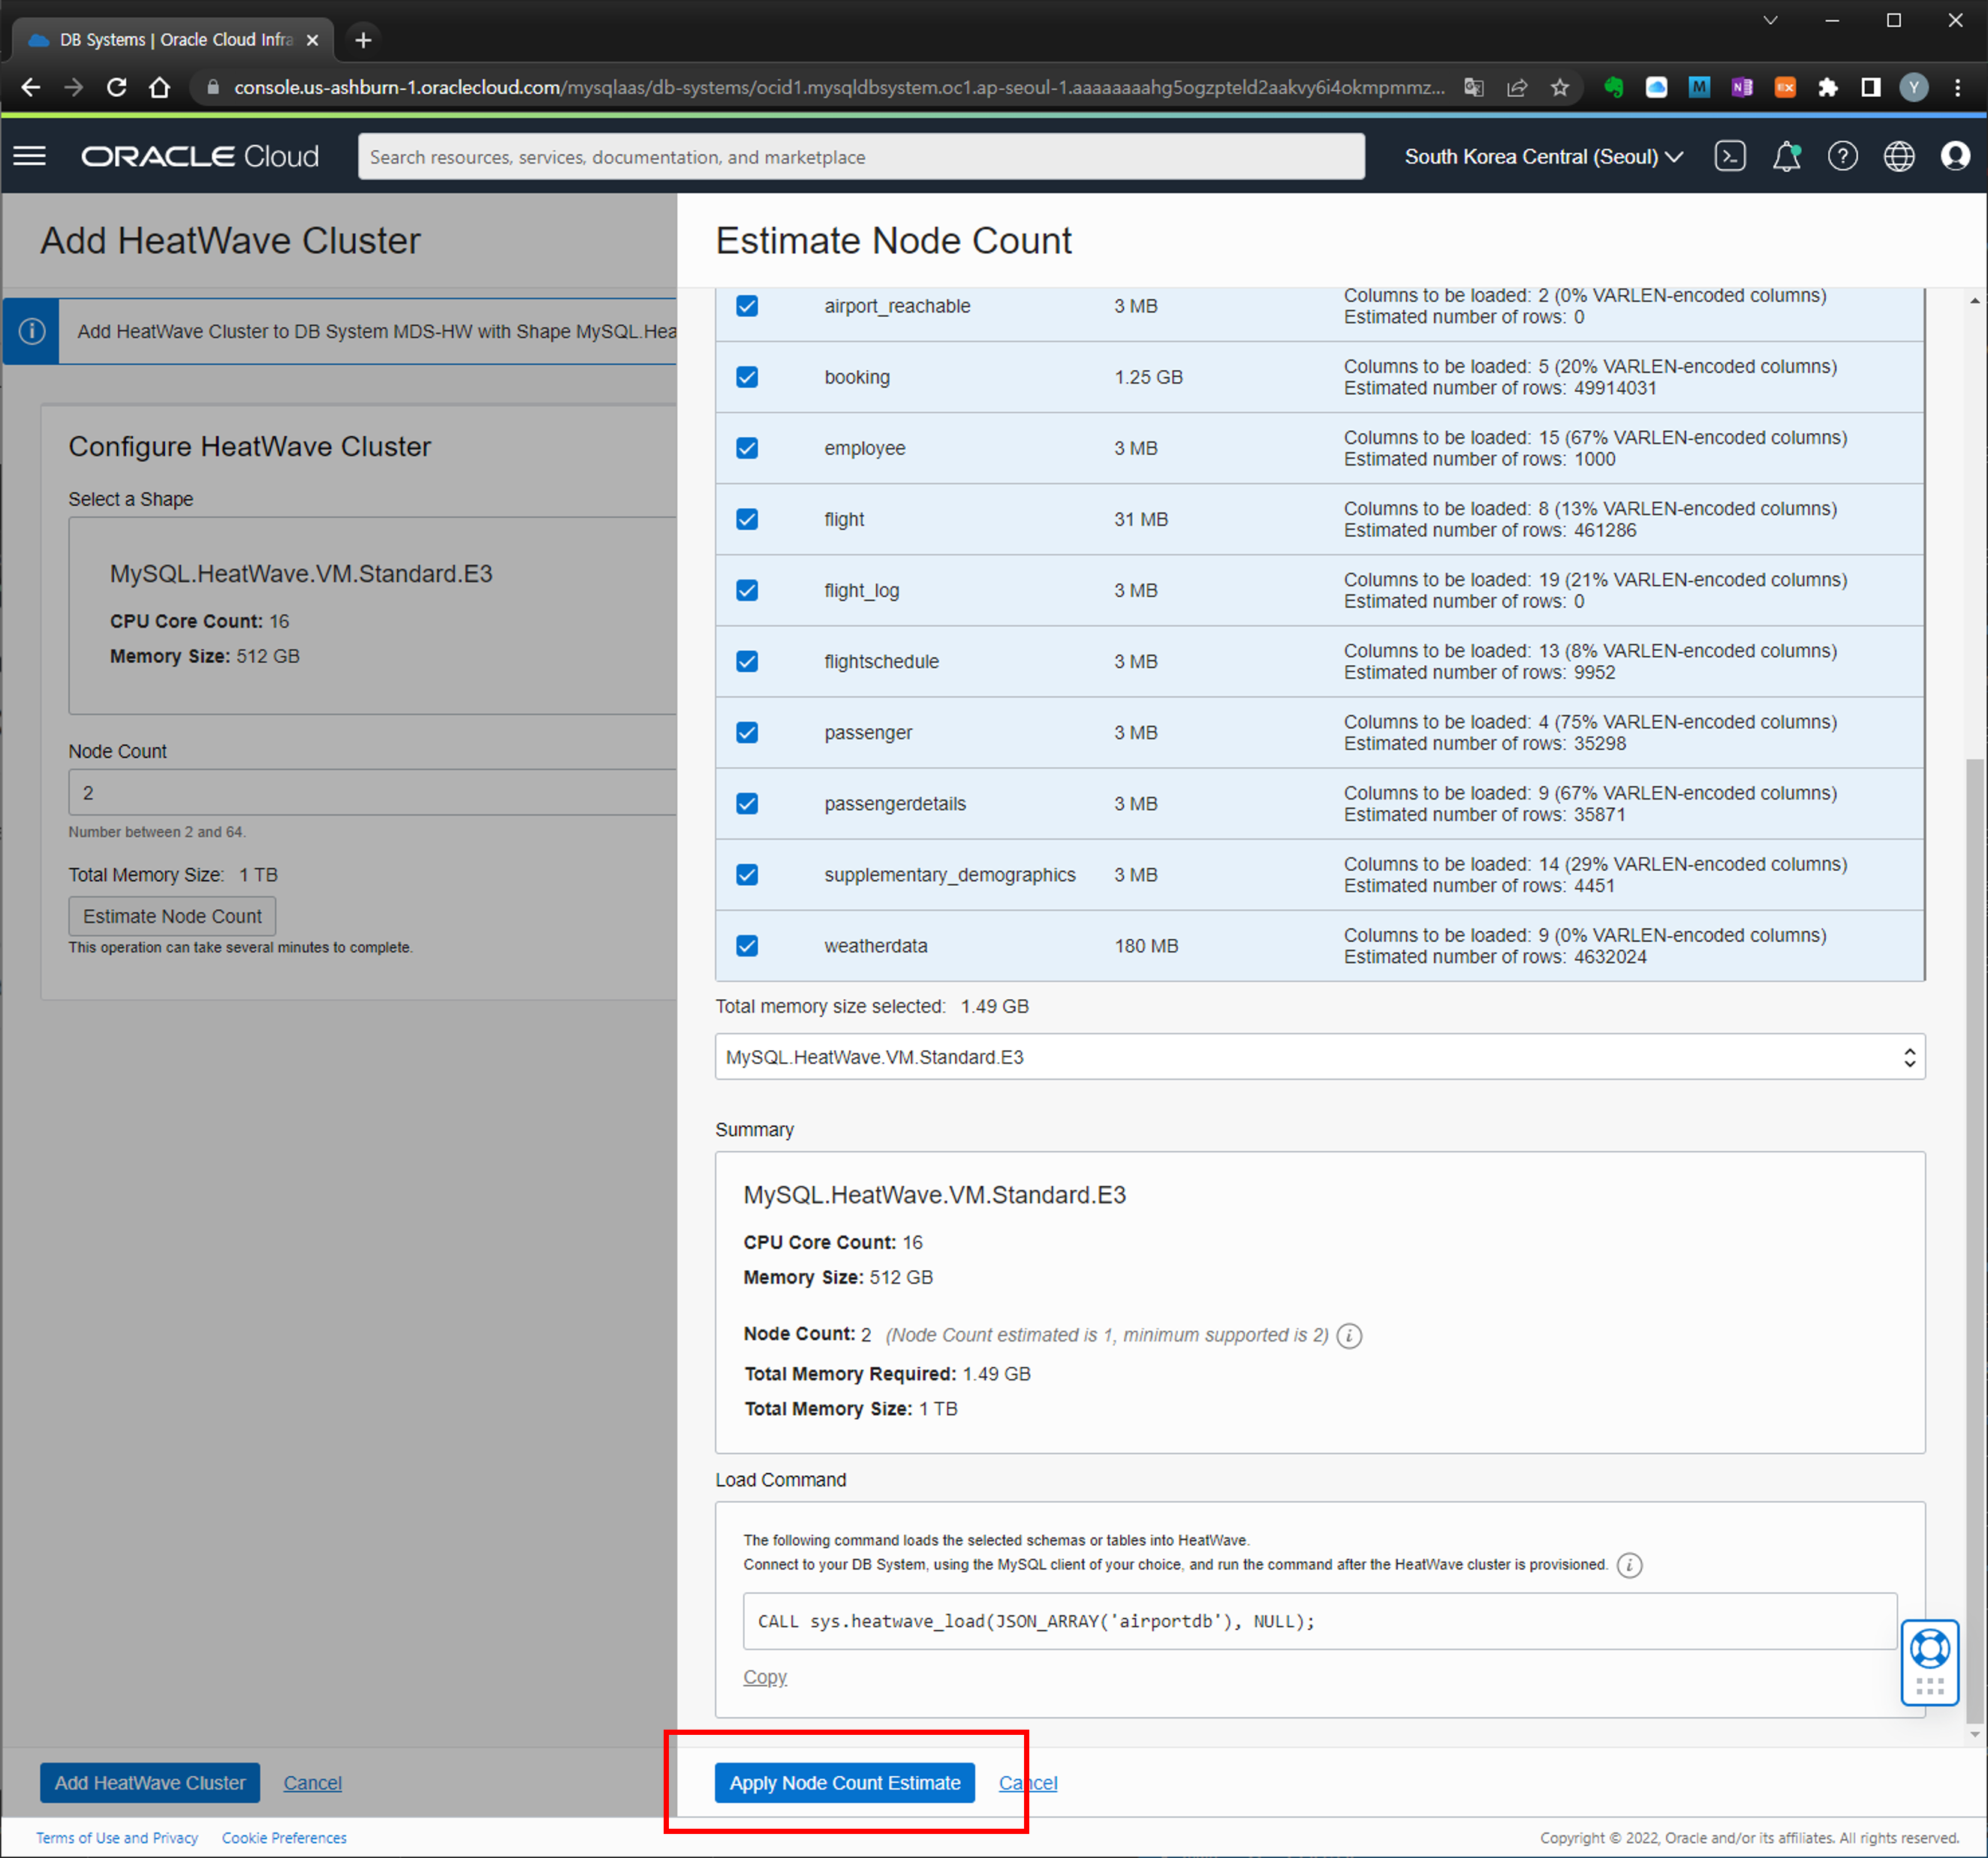 DB Systems | Oracle Cloud Infra
console.us-ashburn-1.oraclecloud.com/mysqlaas/db-systems/ocid1.mysqldbsystem.oc1.ap-seoul-1.aaaaaaaahg5ogzpteld2aakvy6i4okmpmmz...
ORACLE Cloud
Search resources, services, documentation, and marketplace
South Korea Central (Seoul)
Add HeatWave Cluster
Add HeatWave Cluster to DB System MDS-HW with Shape MySQL.Hea
Configure HeatWave Cluster
Select a Shape
MySQL.HeatWave.VM.Standard.E3
CPU Core Count: 16
Memory Size: 512 GB
Node Count
2
Number between 2 and 64.
Total Memory Size: 1 TB
Estimate Node Count
This operation can take several minutes to complete.
Add HeatWave Cluster Cancel
Estimate Node Count
airport_reachable 3 MB Columns to be loaded: 2 (0% VARLEN-encoded columns)
Estimated number of rows: 0
booking 1.25 GB Columns to be loaded: 5 (20% VARLEN-encoded columns)
Estimated number of rows: 49914031
employee 3 MB Columns to be loaded: 15 (67% VARLEN-encoded columns)
Estimated number of rows: 1000
flight 31 MB Columns to be loaded: 8 (13% VARLEN-encoded columns)
Estimated number of rows: 461286
flight_log 3 MB Columns to be loaded: 19 (21% VARLEN-encoded columns)
Estimated number of rows: 0
flightschedule 3 MB Columns to be loaded: 13 (8% VARLEN-encoded columns)
Estimated number of rows: 9952
passenger 3 MB Columns to be loaded: 4 (75% VARLEN-encoded columns)
Estimated number of rows: 35298
passengerdetails 3 MB Columns to be loaded: 9 (67% VARLEN-encoded columns)
Estimated number of rows: 35871
supplementary_demographics 3 MB Columns to be loaded: 14 (29% VARLEN-encoded columns)
Estimated number of rows: 4451
weatherdata 180 MB Columns to be loaded: 9 (0% VARLEN-encoded columns)
Estimated number of rows: 4632024
Total memory size selected: 1.49 GB
MySQL.HeatWave.VM.Standard.E3
Summary
MySQL.HeatWave.VM.Standard.E3
CPU Core Count: 16
Memory Size: 512 GB
Node Count: 2 (Node Count estimated is 1, minimum supported is 2)
Total Memory Required: 1.49 GB
Total Memory Size: 1 TB
Load Command
The following command loads the selected schemas or tables into HeatWave.
Connect to your DB System, using the MySQL client of your choice, and run the command after the HeatWave cluster is provisioned.
CALL sys.heatwave_load(JSON_ARRAY('airportdb'), NULL);
Copy
Apply Node Count Estimate Cancel
Terms of Use and Privacy Cookie Preferences
Copyright © 2022, Oracle and/or its affiliates. All rights reserved.